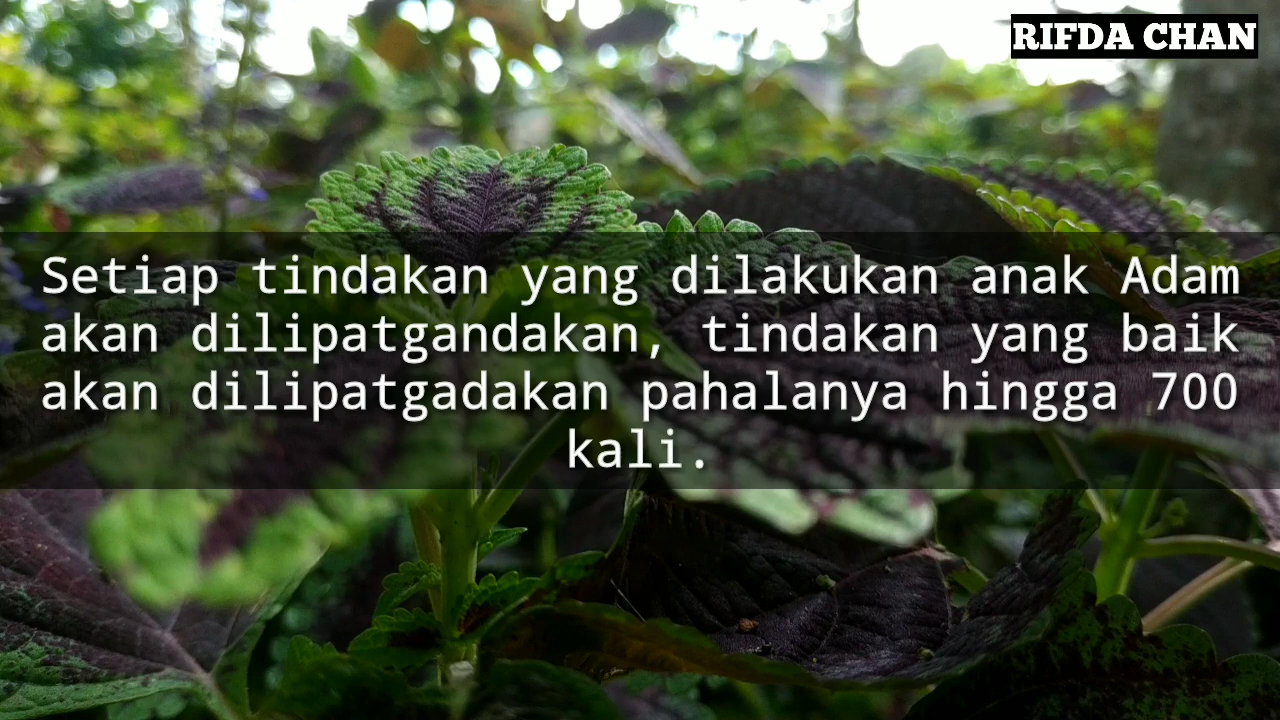 RIFDA CHAN
Setiap tindakan yang dilakukan anak Adam
akan dilipatgandakan, tindakan yang baik
akan dilipatgadakan pahalanya hingga 700
kali.